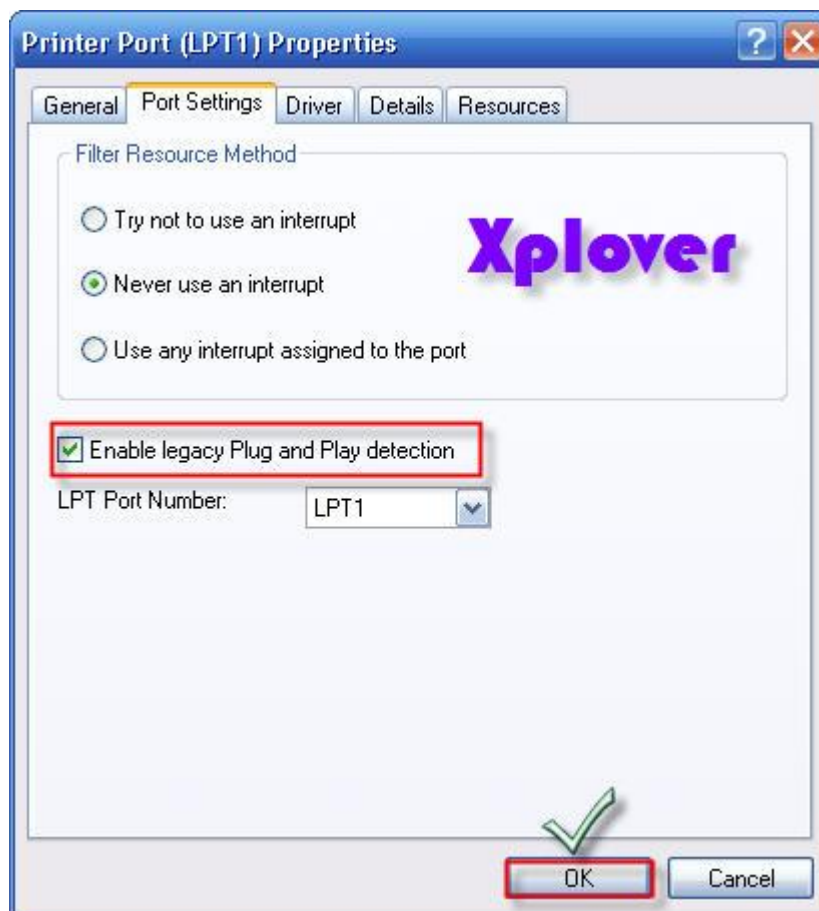 Printer Port (LPT1) Properties
General Port Settings Driver Details Resources
Filter Resource Method
Try not to use an interrupt
Xplover
Never use an interrupt
Use any interrupt assigned to the port
Enable legacy Plug and Play detection
LPT Port Number: LPT1
OK Cancel